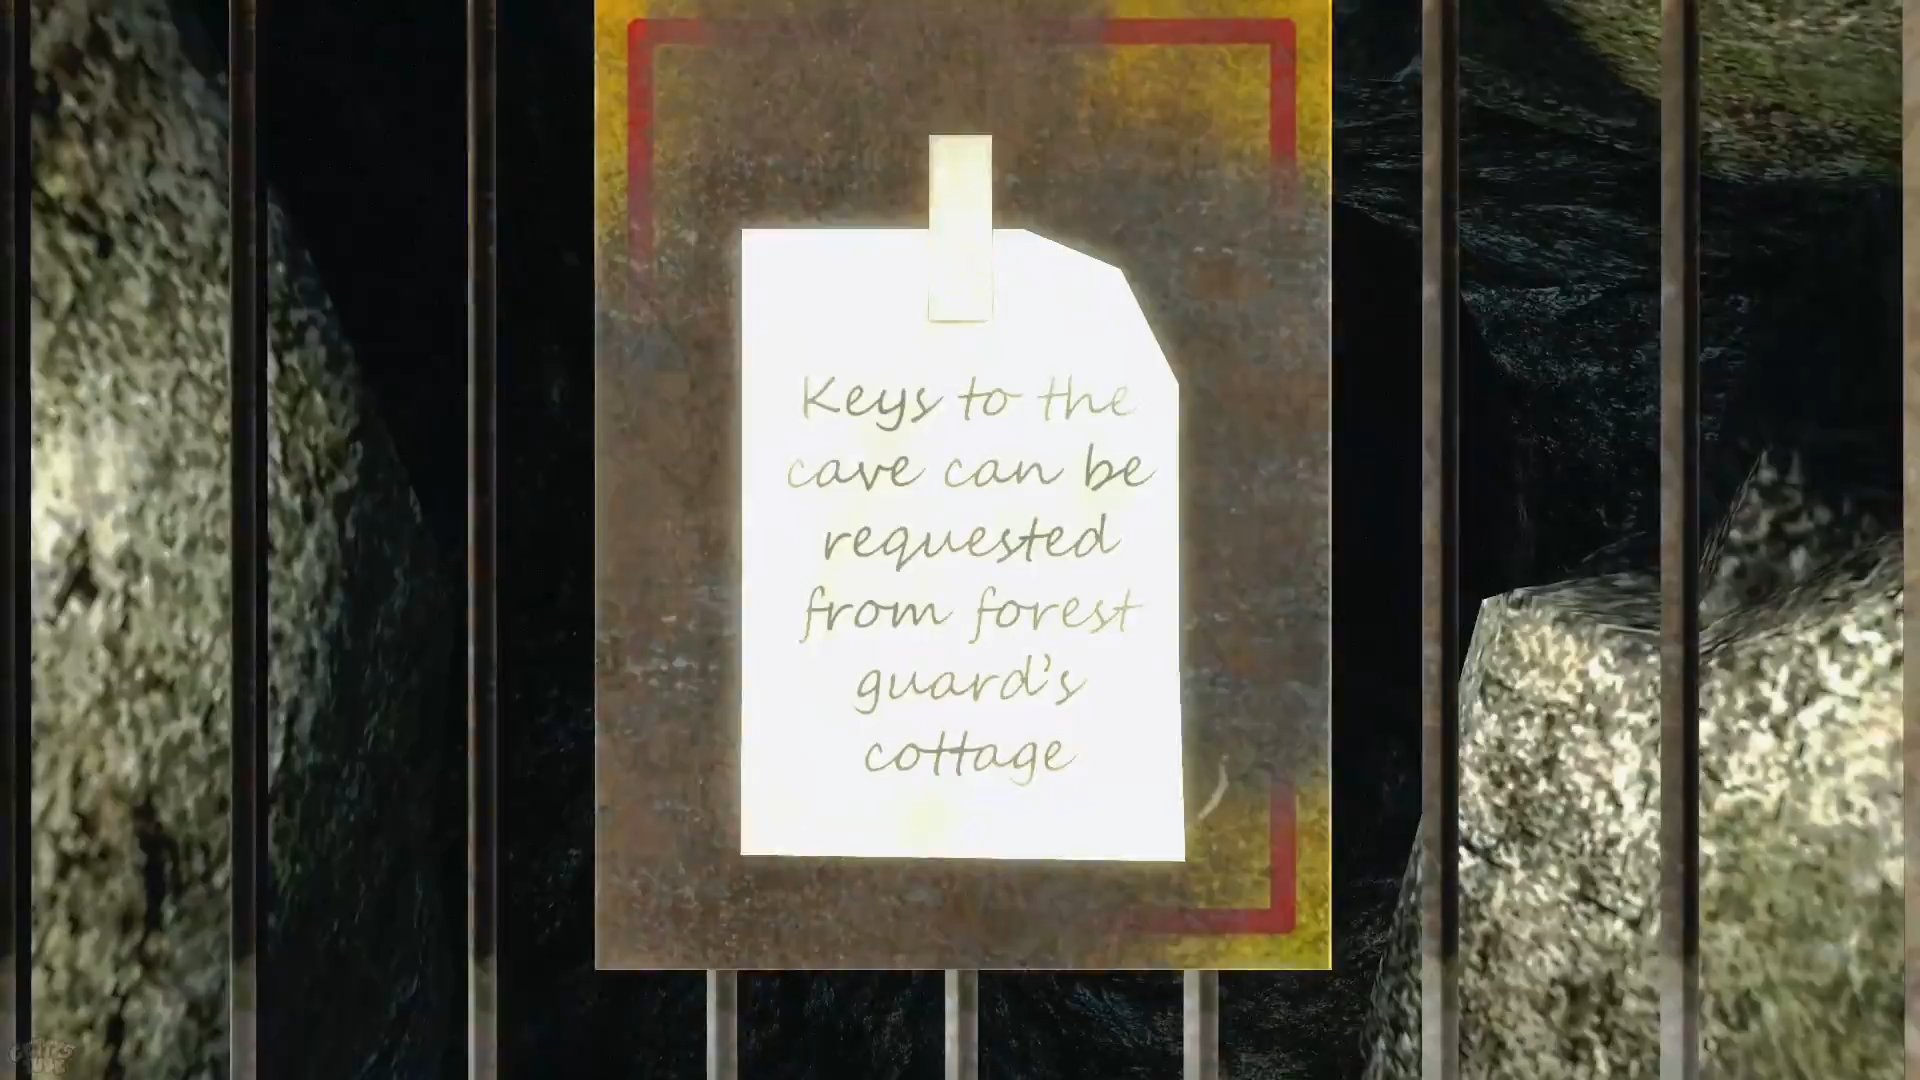 Keys to the
cave can be
requested
from forest
guard's
cottage